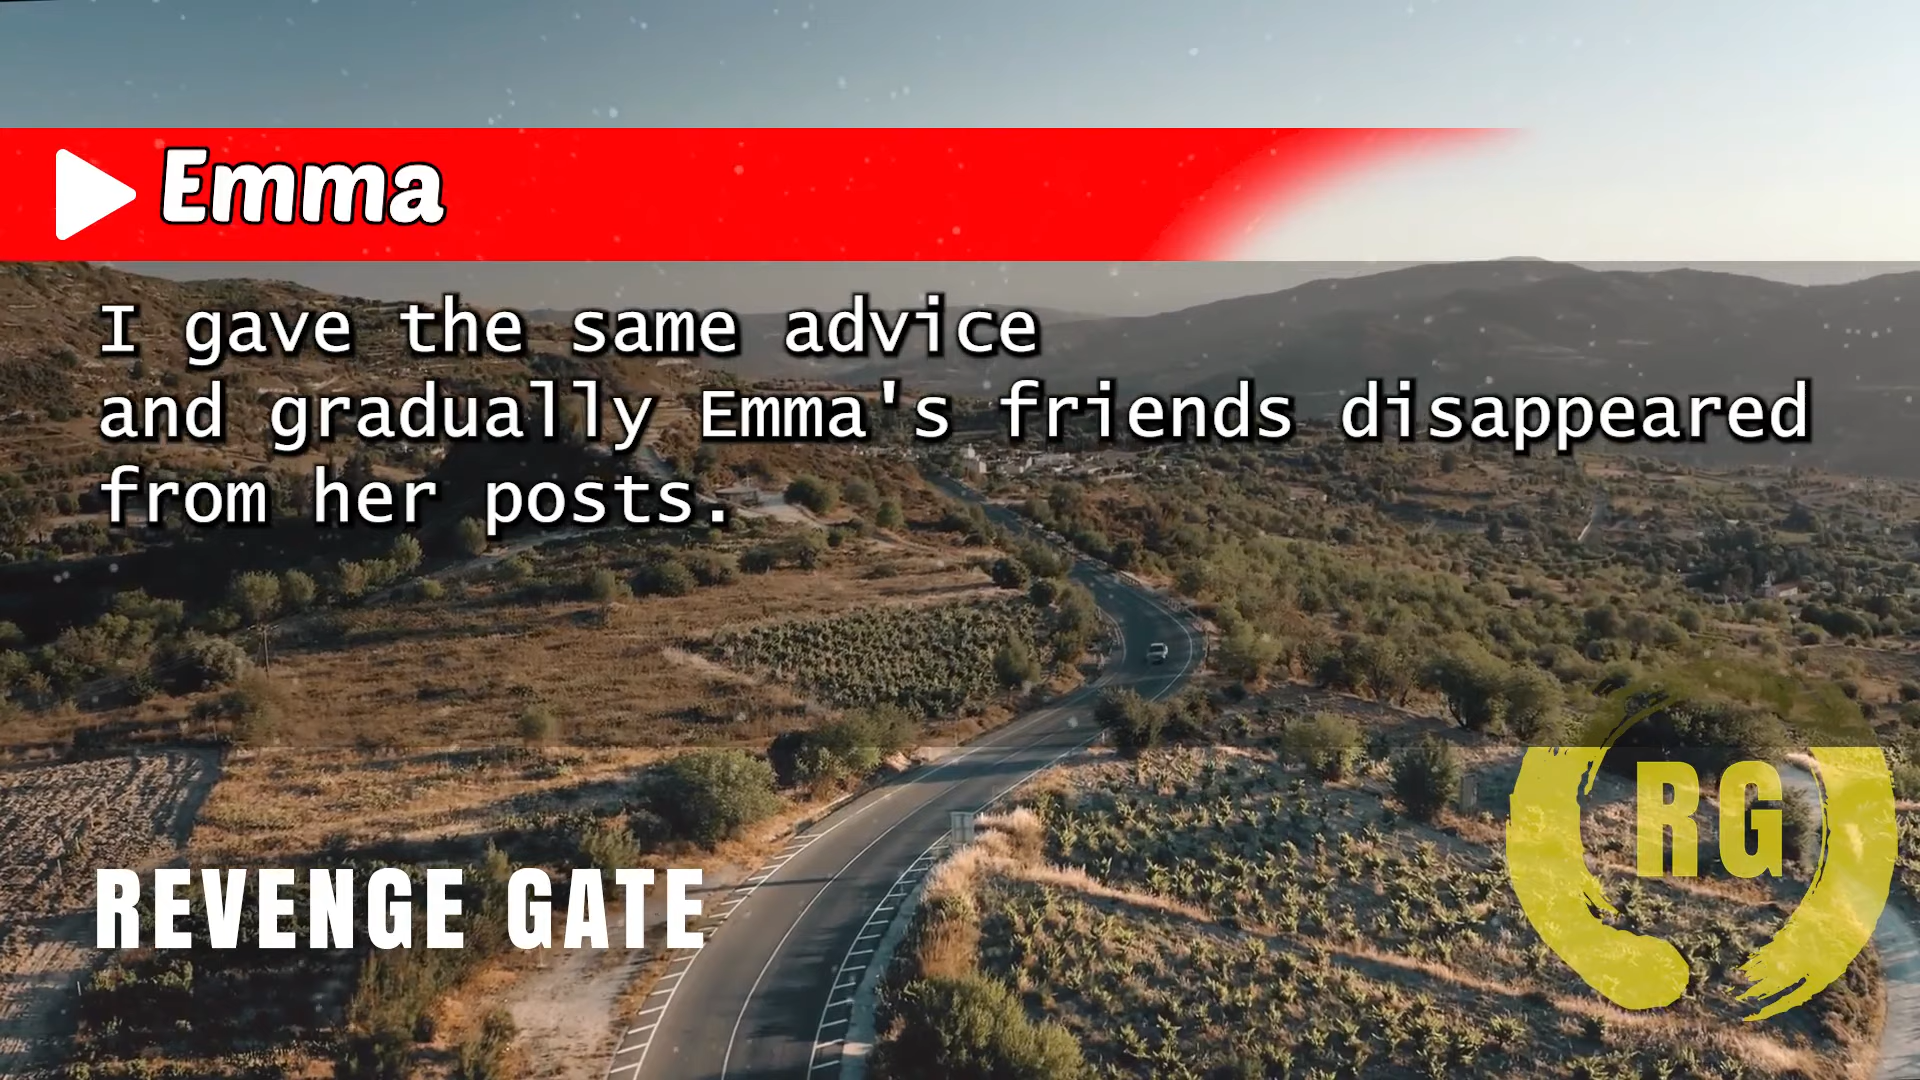 Emma
I gave the same advice
and gradually Emma's friends disappeared
from her posts.
REVENGE GATE
RG